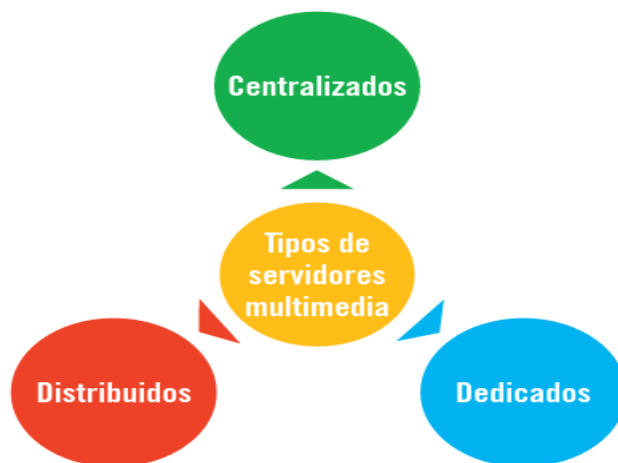 Centralizados
Tipos de
servidores
multimedia
Distribuidos
Dedicados